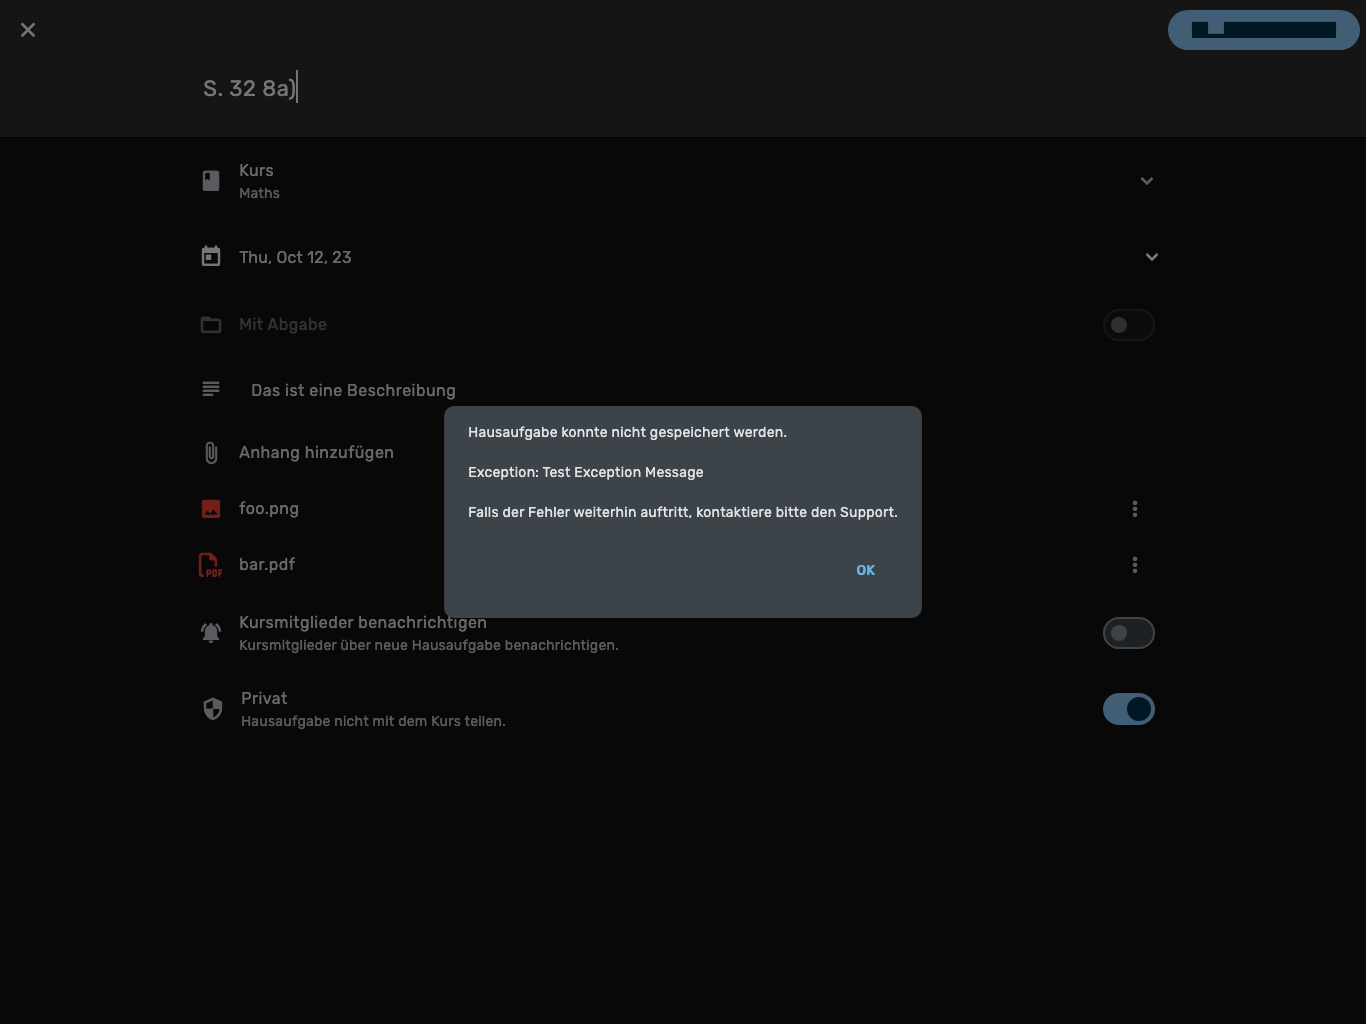 S. 32 8a)
Kurs
Maths
Thu, Oct 12, 23
Mit Abgabe
Das ist eine Beschreibung
Hausaufgabe konnte nicht gespeichert werden.
Exception: Test Exception Message
Falls der Fehler weiterhin auftritt, kontaktiere bitte den Support.
OK
Anhang hinzufügen
foo.png
PDF
bar.pdf
Kursmitglieder benachrichtigen
Kursmitglieder über neue Hausaufgabe benachrichtigen.
Privat
Hausaufgabe nicht mit dem Kurs teilen.